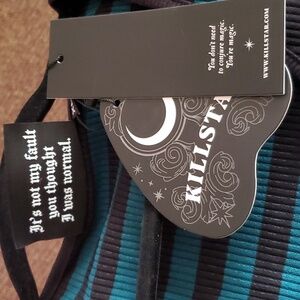 You don't need
to conjure magic.
You're magic.
WWW.KILLSTAR.COM
KILLSTA
It's not my fault
you thought
I was normal.